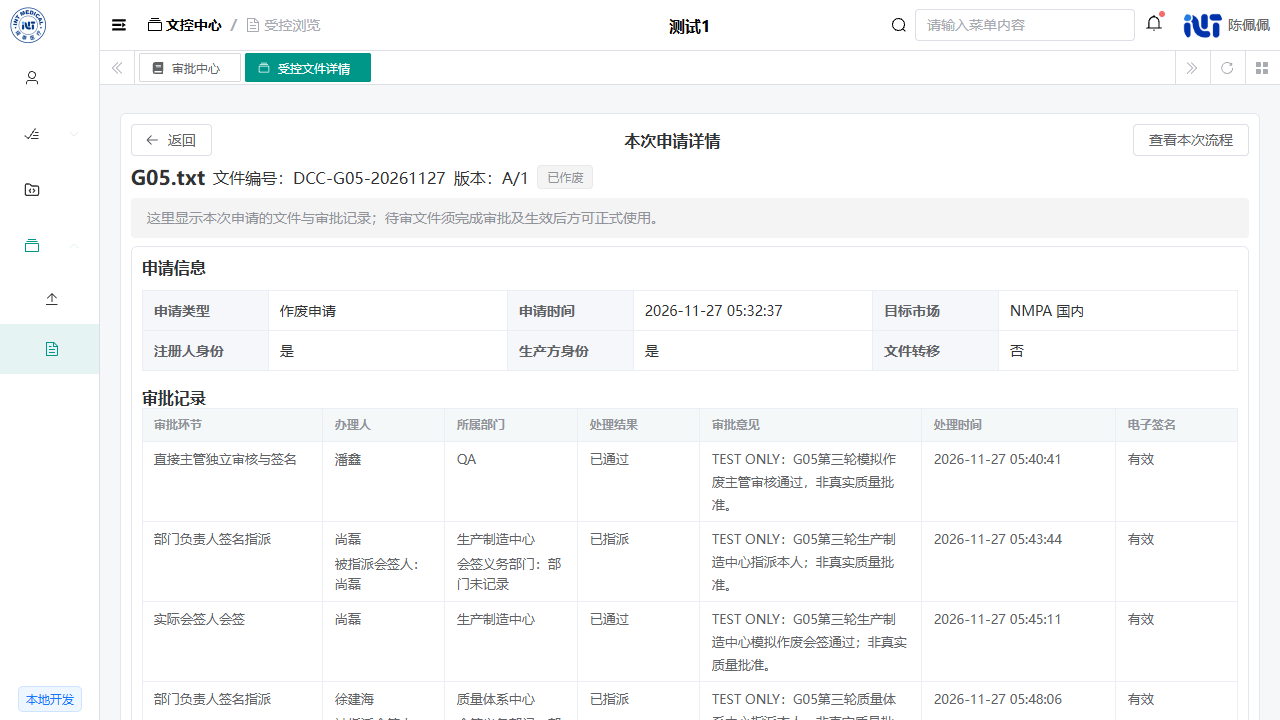 文控中心 / 受控浏览
测试1
请输入菜单内容
陈佩佩
审批中心
受控文件详情
返回
本次申请详情
查看本次流程
G05.txt 文件编号：DCC-G05-20261127 版本：A/1 已作废
这里显示本次申请的文件与审批记录；待审文件须完成审批及生效后方可正式使用。
申请信息
申请类型 作废申请 申请时间 2026-11-27 05:32:37 目标市场 NMPA 国内
注册人身份 是 生产方身份 是 文件转移 否
审批记录
审批环节 办理人 所属部门 处理结果 审批意见 处理时间 电子签名
直接主管独立审核与签名 潘鑫 QA 已通过 TEST ONLY：G05第三轮模拟作 2026-11-27 05:40:41 有效
废主管审核通过，非真实质量批
准。
部门负责人签名指派 尚磊 生产制造中心 已指派 TEST ONLY：G05第三轮生产制 2026-11-27 05:43:44 有效
被指派会签人： 会签义务部门：部 造中心指派本人；非真实质量批
尚磊 门未记录 准。
实际会签人会签 尚磊 生产制造中心 已通过 TEST ONLY：G05第三轮生产制 2026-11-27 05:45:11 有效
造中心模拟作废会签通过；非真实
质量批准。
部门负责人签名指派 徐建海 质量体系中心 已指派 TEST ONLY：G05第三轮质量体 2026-11-27 05:48:06 有效
本地开发